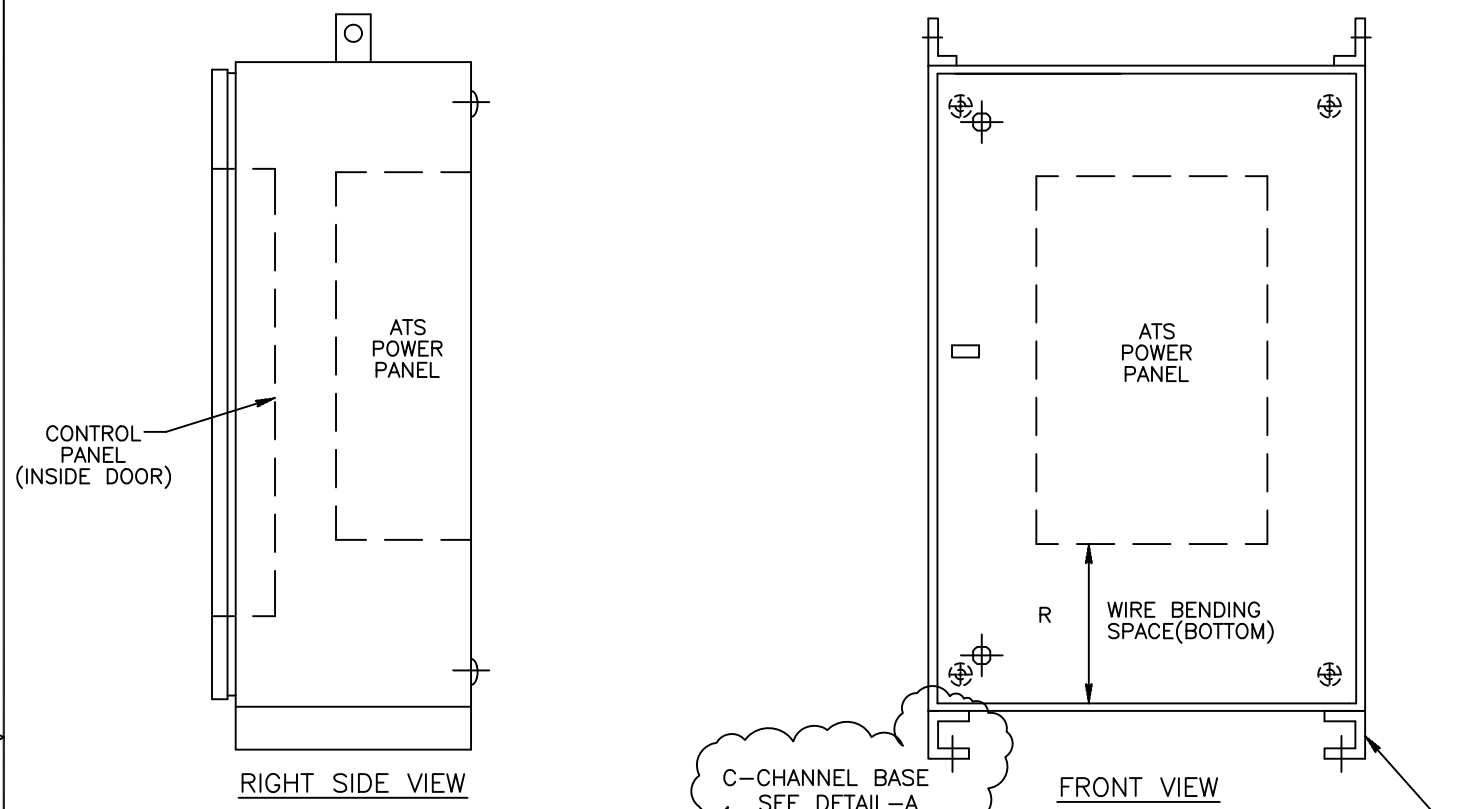 ATS
POWER
PANEL
CONTROL
PANEL
(INSIDE DOOR)
RIGHT SIDE VIEW
ATS
POWER
PANEL
R
WIRE BENDING
SPACE(BOTTOM)
C-CHANNEL BASE
SEE DETAIL-A
FRONT VIEW